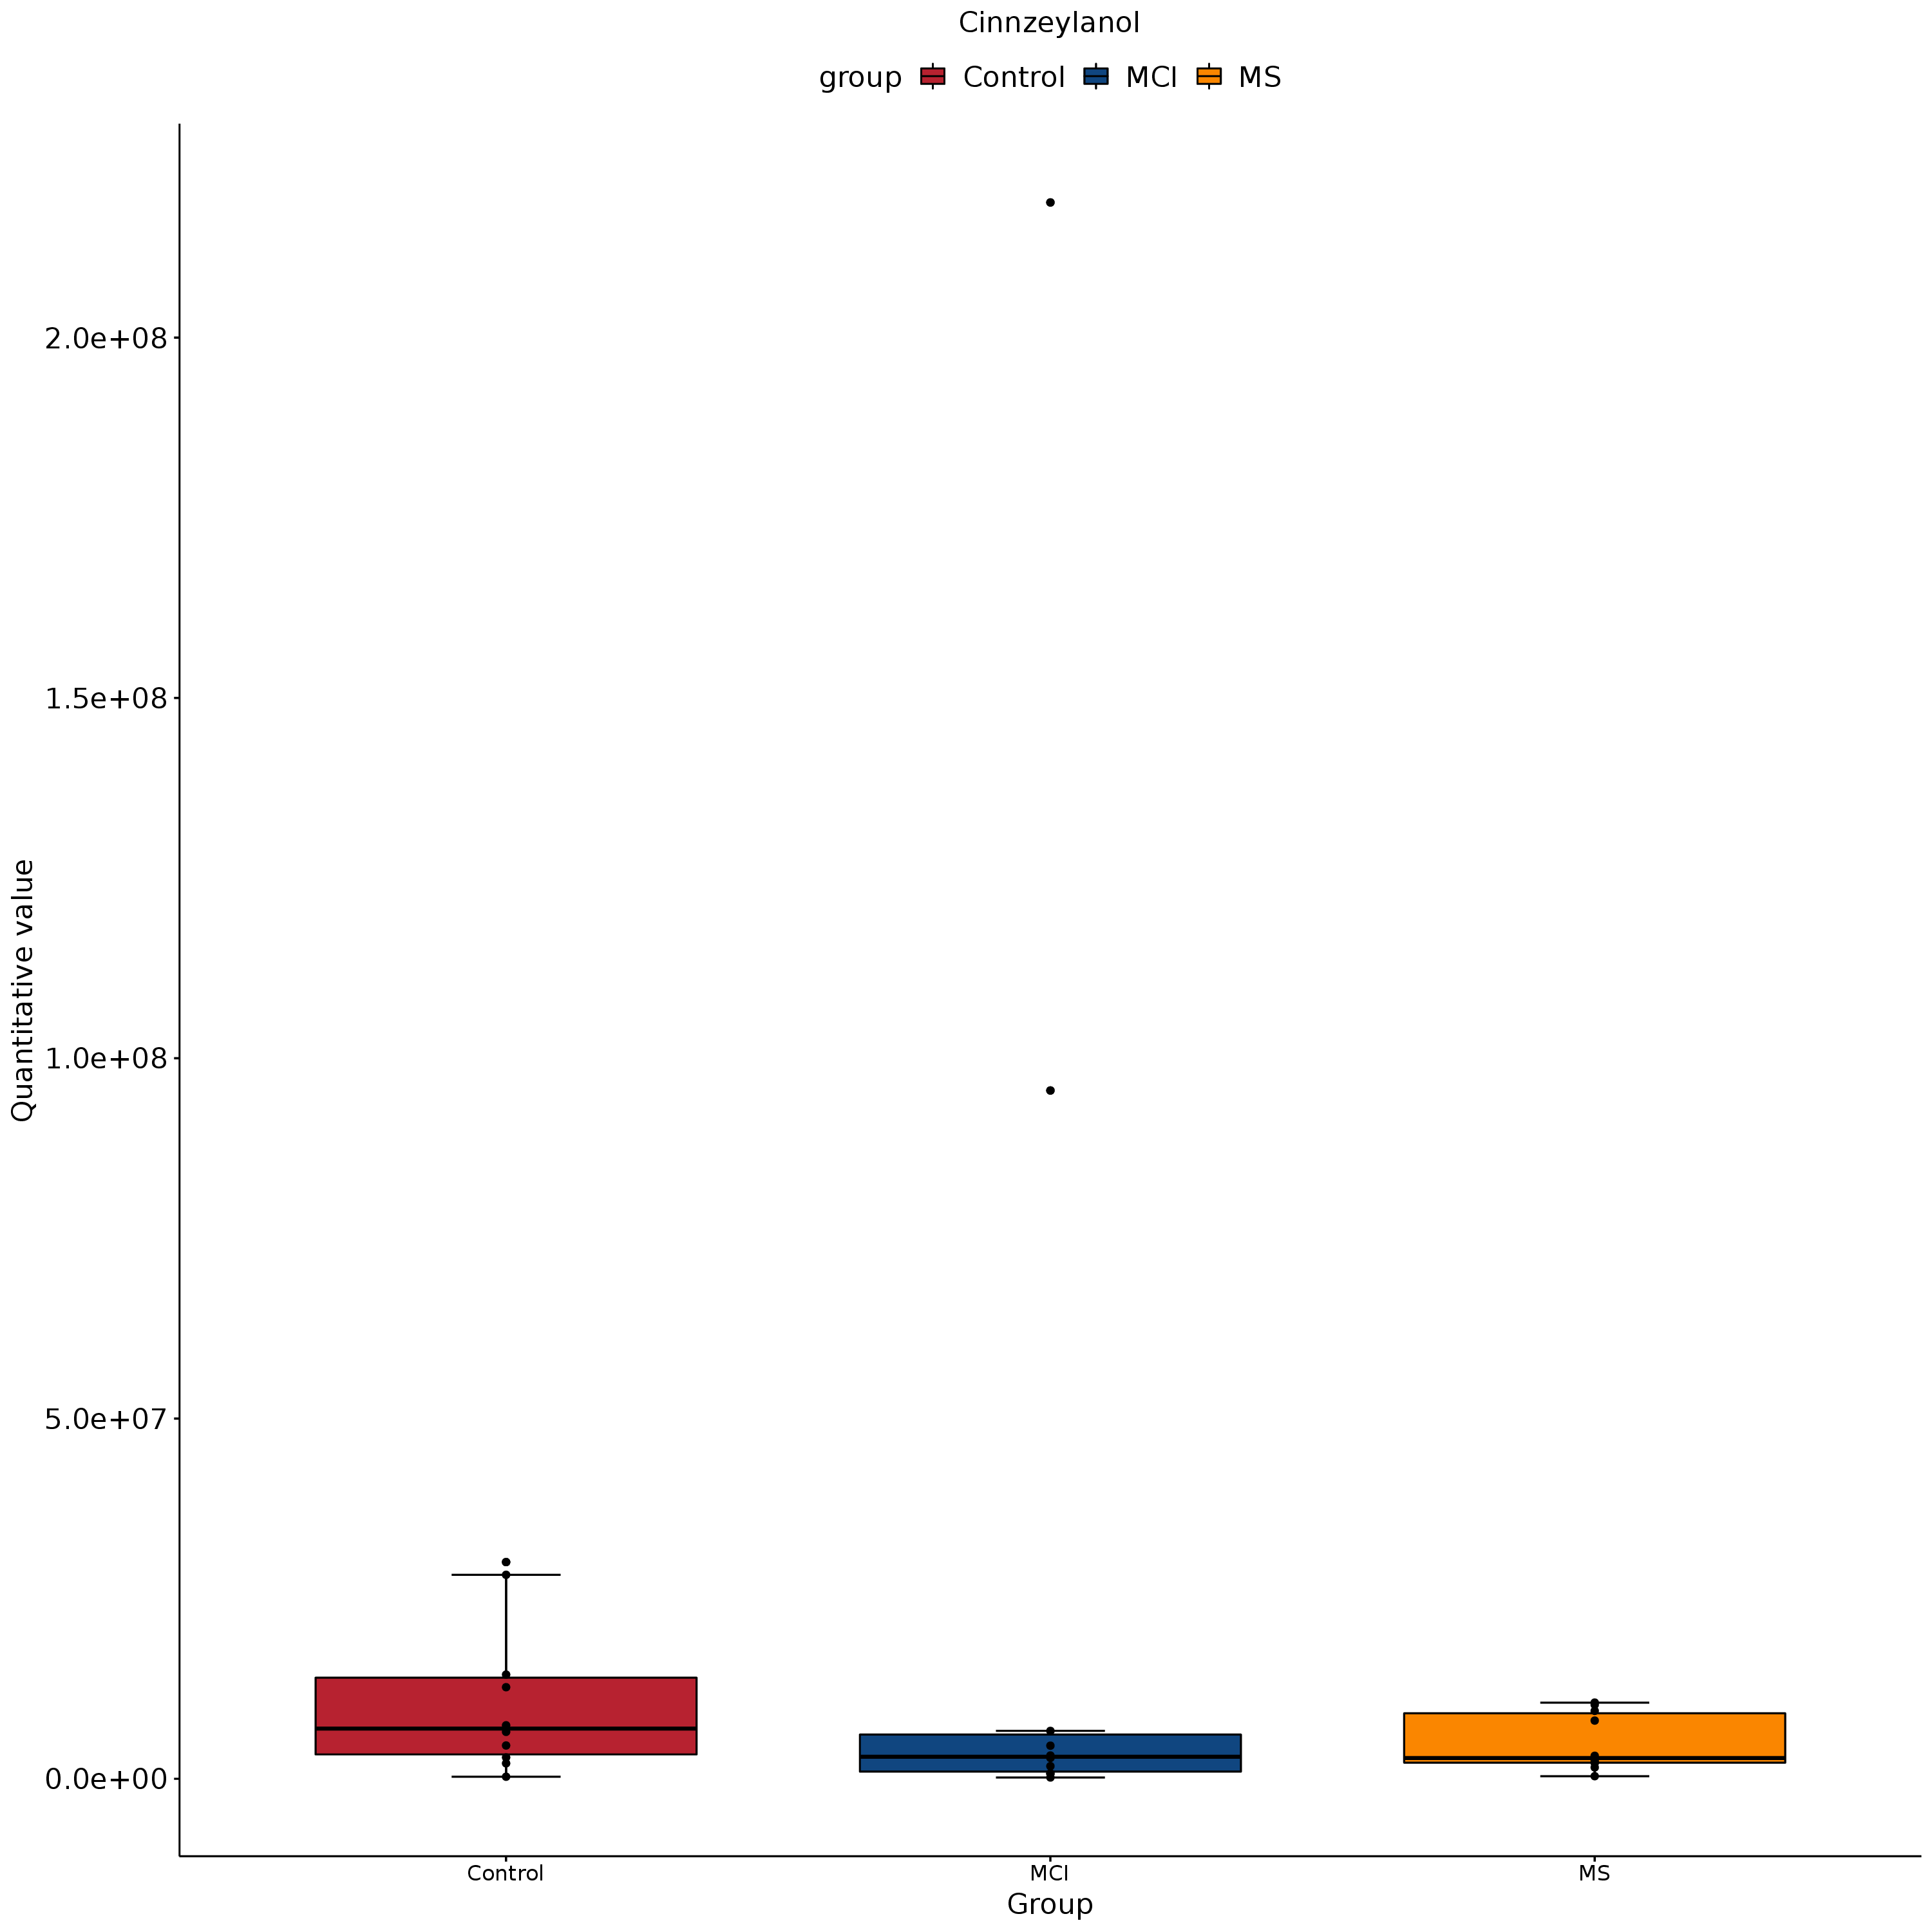 Cinnzeylanol
group Control MCI MS
Quantitative value
2.0e+08
1.5e+08
1.0e+08
5.0e+07
0.0e+00
Control MCI MS
Group